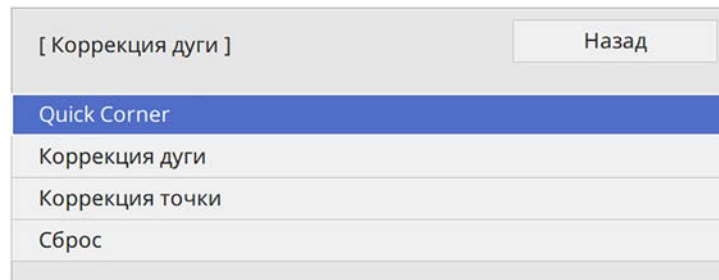 [ Коррекция дуги ]
Назад
Quick Corner
Коррекция дуги
Коррекция точки
Сброс